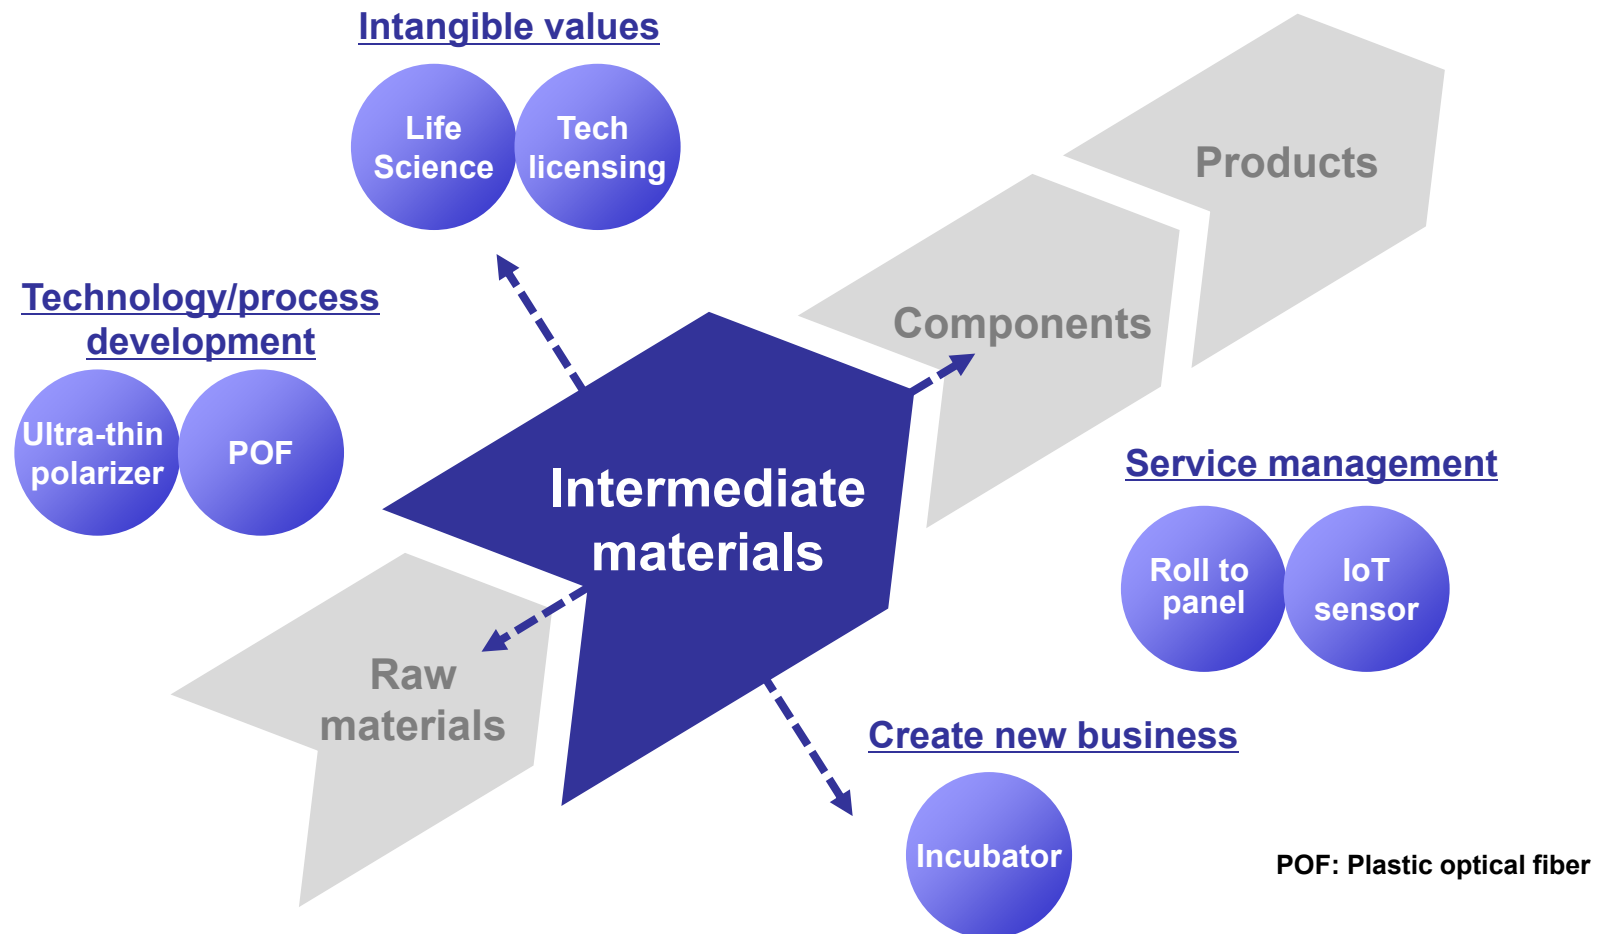 Intangible values
Life
Science
Tech
licensing
Products
Technology/process
development
Components
Ultra-thin
polarizer
POF
Intermediate
materials
Service management
Roll to
panel
IoT
sensor
Raw
materials
Create new business
Incubator
POF: Plastic optical fiber